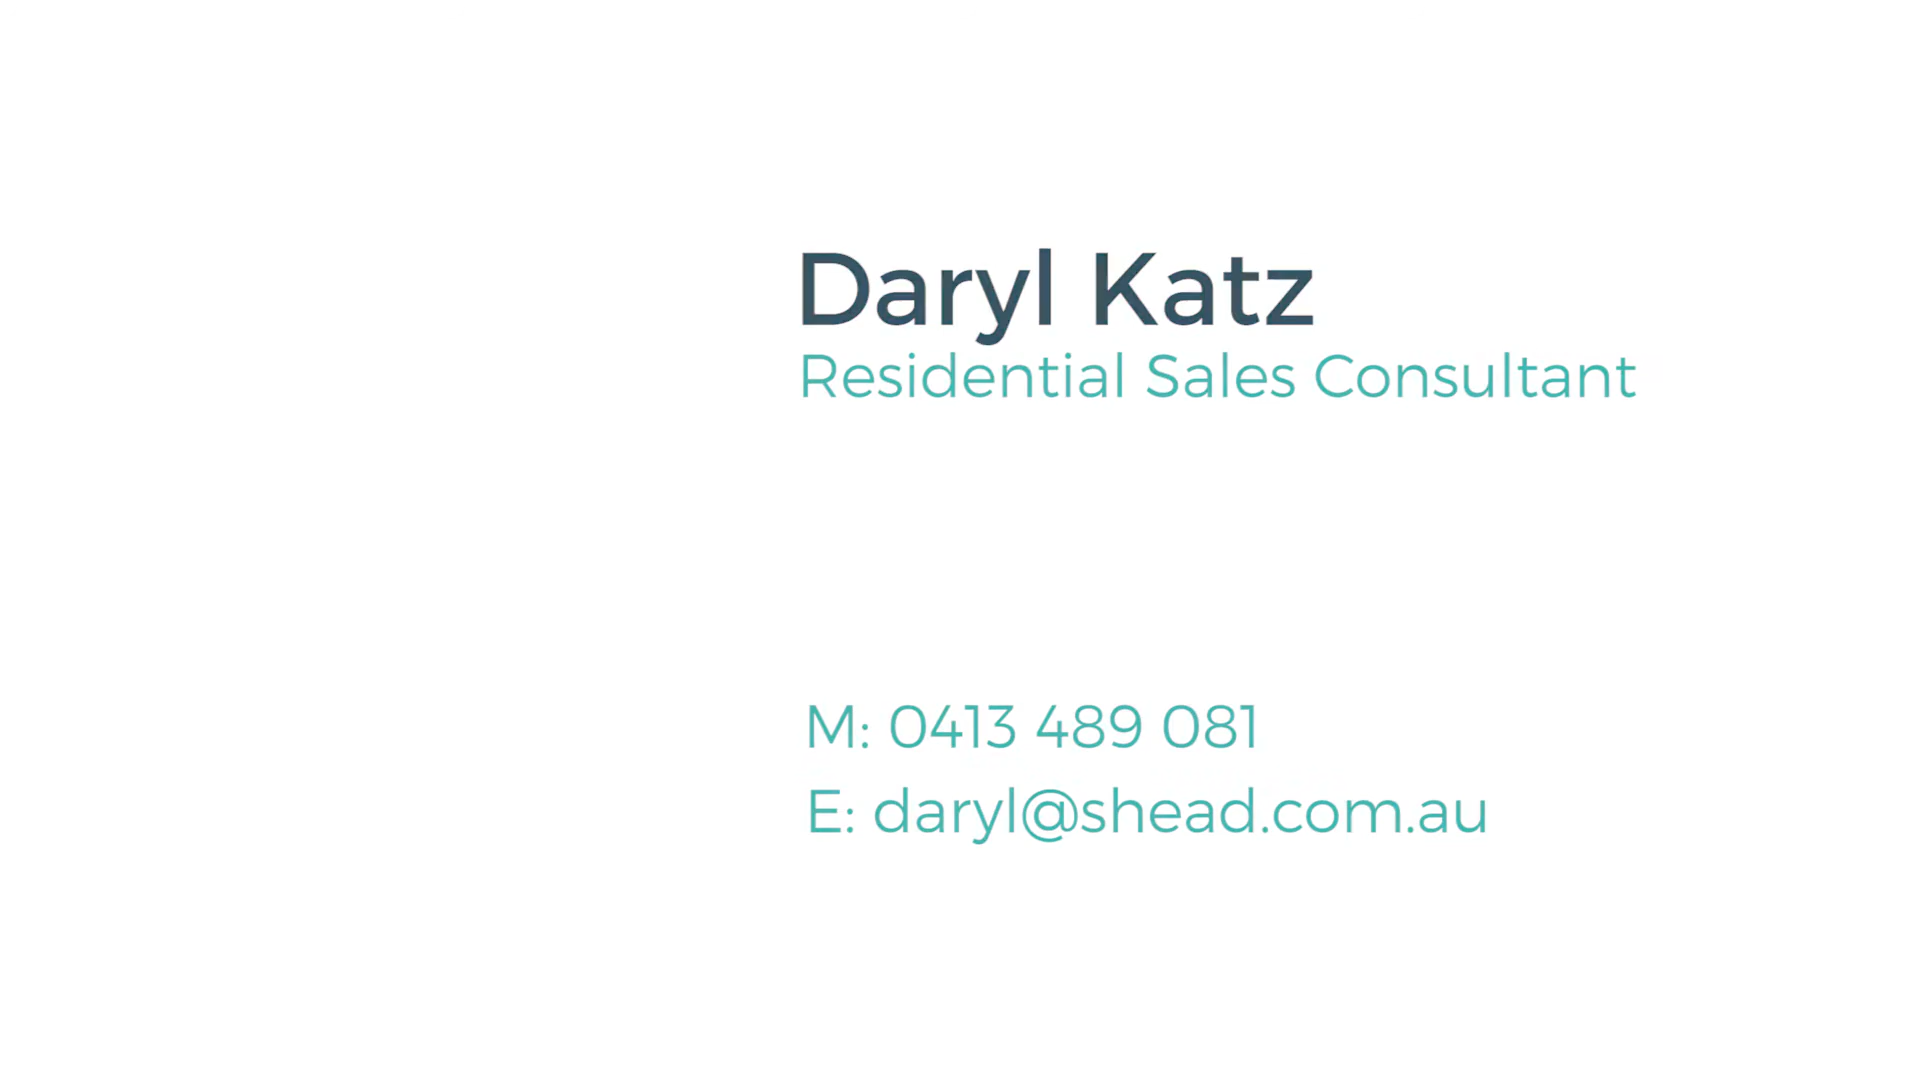 Daryl Katz
Residential Sales Consultant
M: 0413 489 081
E: daryl@shead.com.au